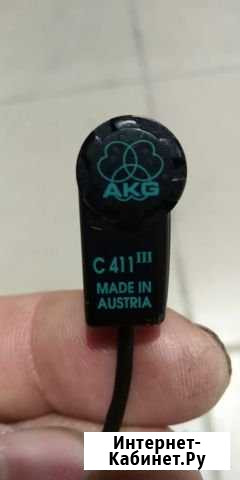 AKG
C 411 III
MADE IN
AUSTRIA
Интернет-
Кабинет.Ру